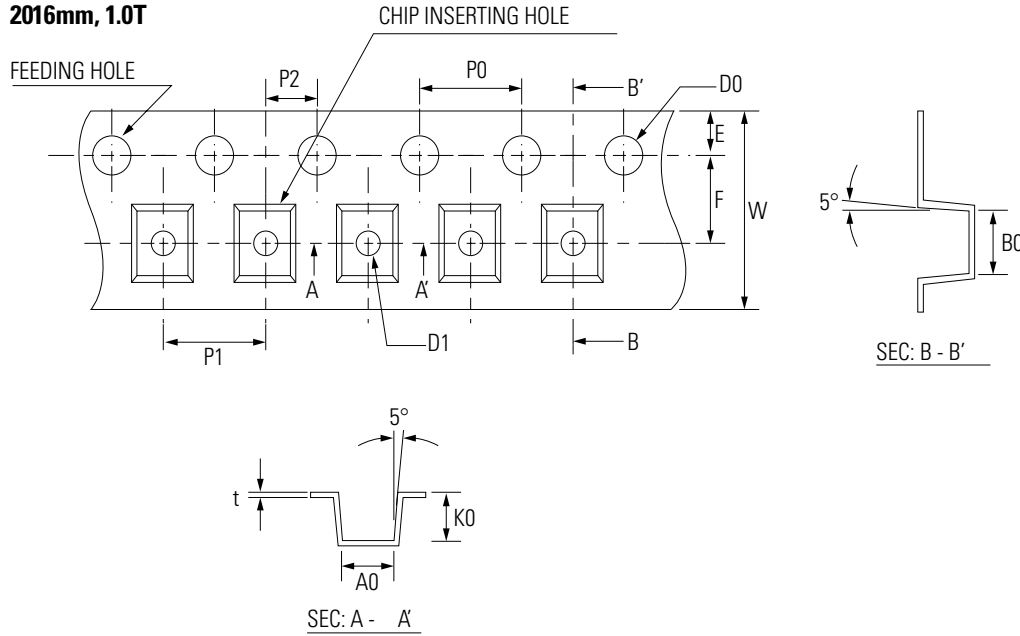 2016mm, 1.0T
CHIP INSERTING HOLE
FEEDING HOLE
P2
P0
B'
D0
E
F
W
A
A'
P1
D1
B
5°
B0
SEC: B - B'
5°
t
K0
A0
SEC: A - A'